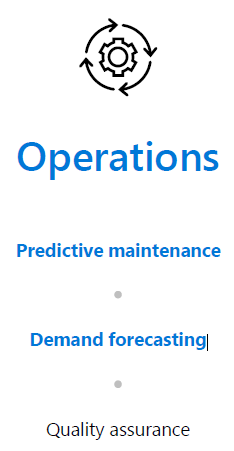 Operations
Predictive maintenance
Demand forecasting
Quality assurance